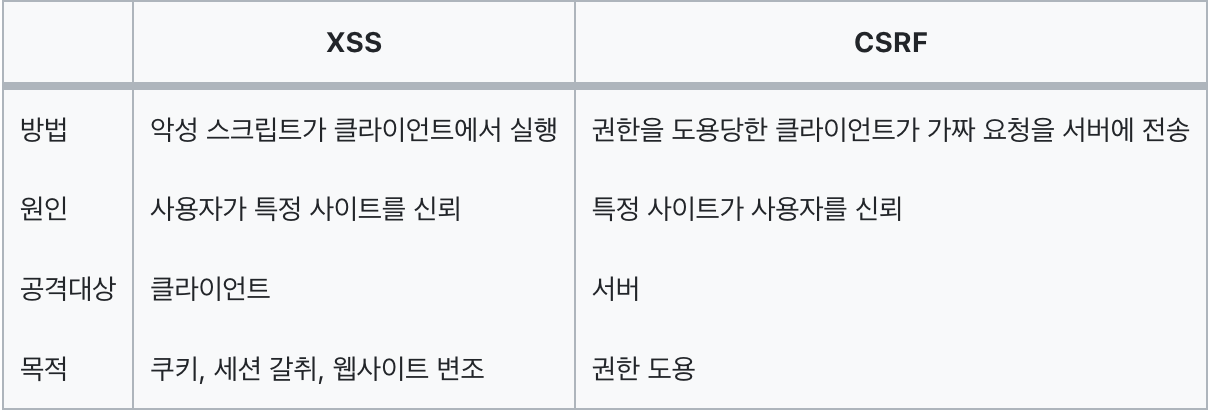 XSS CSRF
방법 악성 스크립트가 클라이언트에서 실행 권한을 도용당한 클라이언트가 가짜 요청을 서버에 전송
원인 사용자가 특정 사이트를 신뢰 특정 사이트가 사용자를 신뢰
공격대상 클라이언트 서버
목적 쿠키, 세션 갈취, 웹사이트 변조 권한 도용